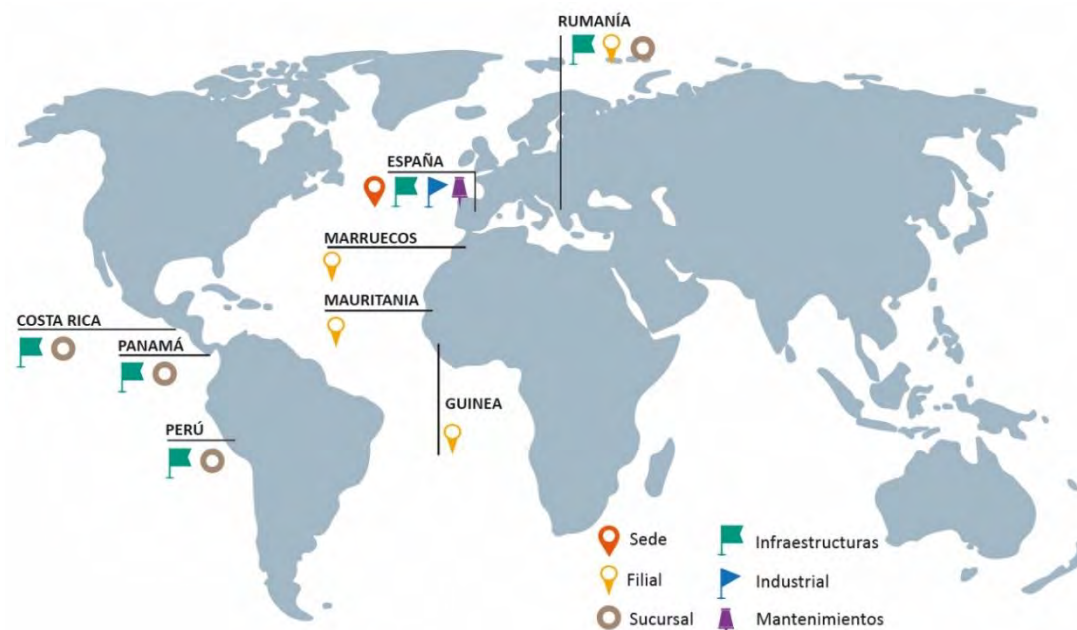 RUMANÍA
ESPAÑA
MARRUECOS
MAURITANIA
COSTA RICA
PANAMÁ
GUINEA
PERÚ
Sede
Infraestructuras
Filial
Industrial
Sucursal
Mantenimientos